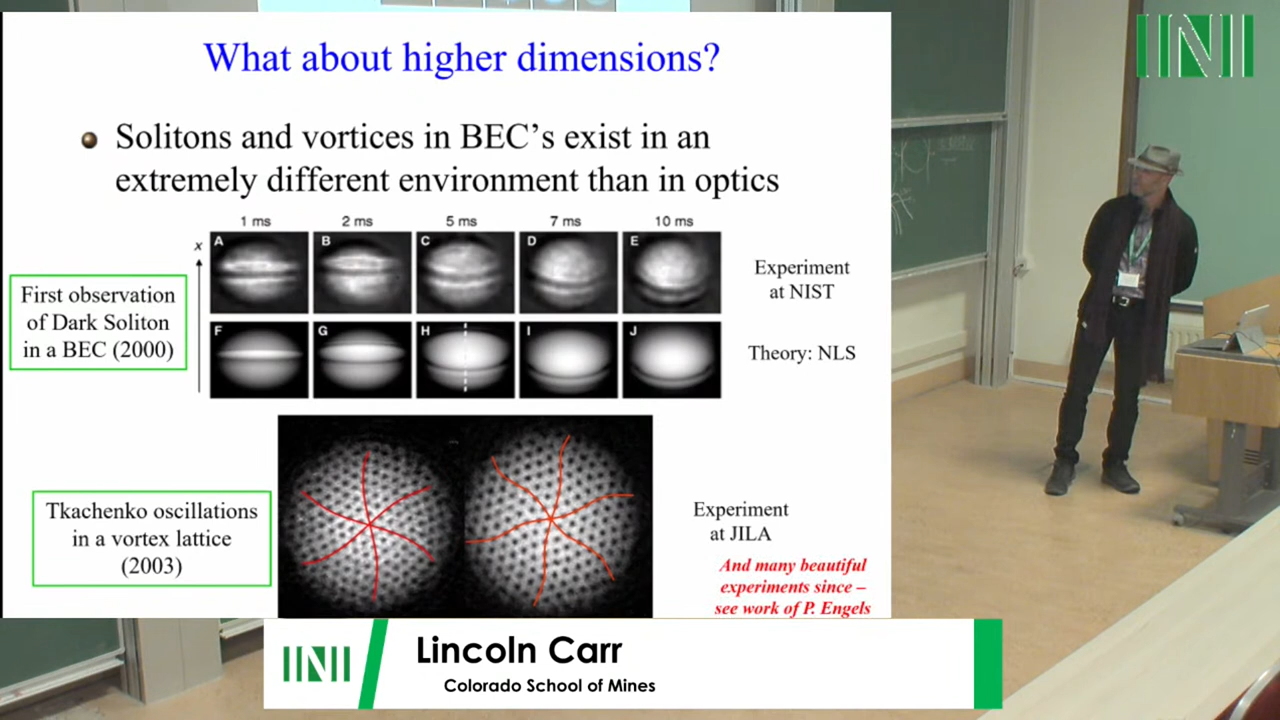 What about higher dimensions?
Solitons and vortices in BEC's exist in an
extremely different environment than in optics
1 ms 2 ms 5 ms 7 ms 10 ms
x
A B C D E
Experiment
at NIST
First observation
of Dark Soliton
in a BEC (2000)
F G H I J
Theory: NLS
Tkachenko oscillations
in a vortex lattice
(2003)
Experiment
at JILA
And many beautiful
experiments since –
see work of P. Engels
INI
INI
Lincoln Carr
Colorado School of Mines